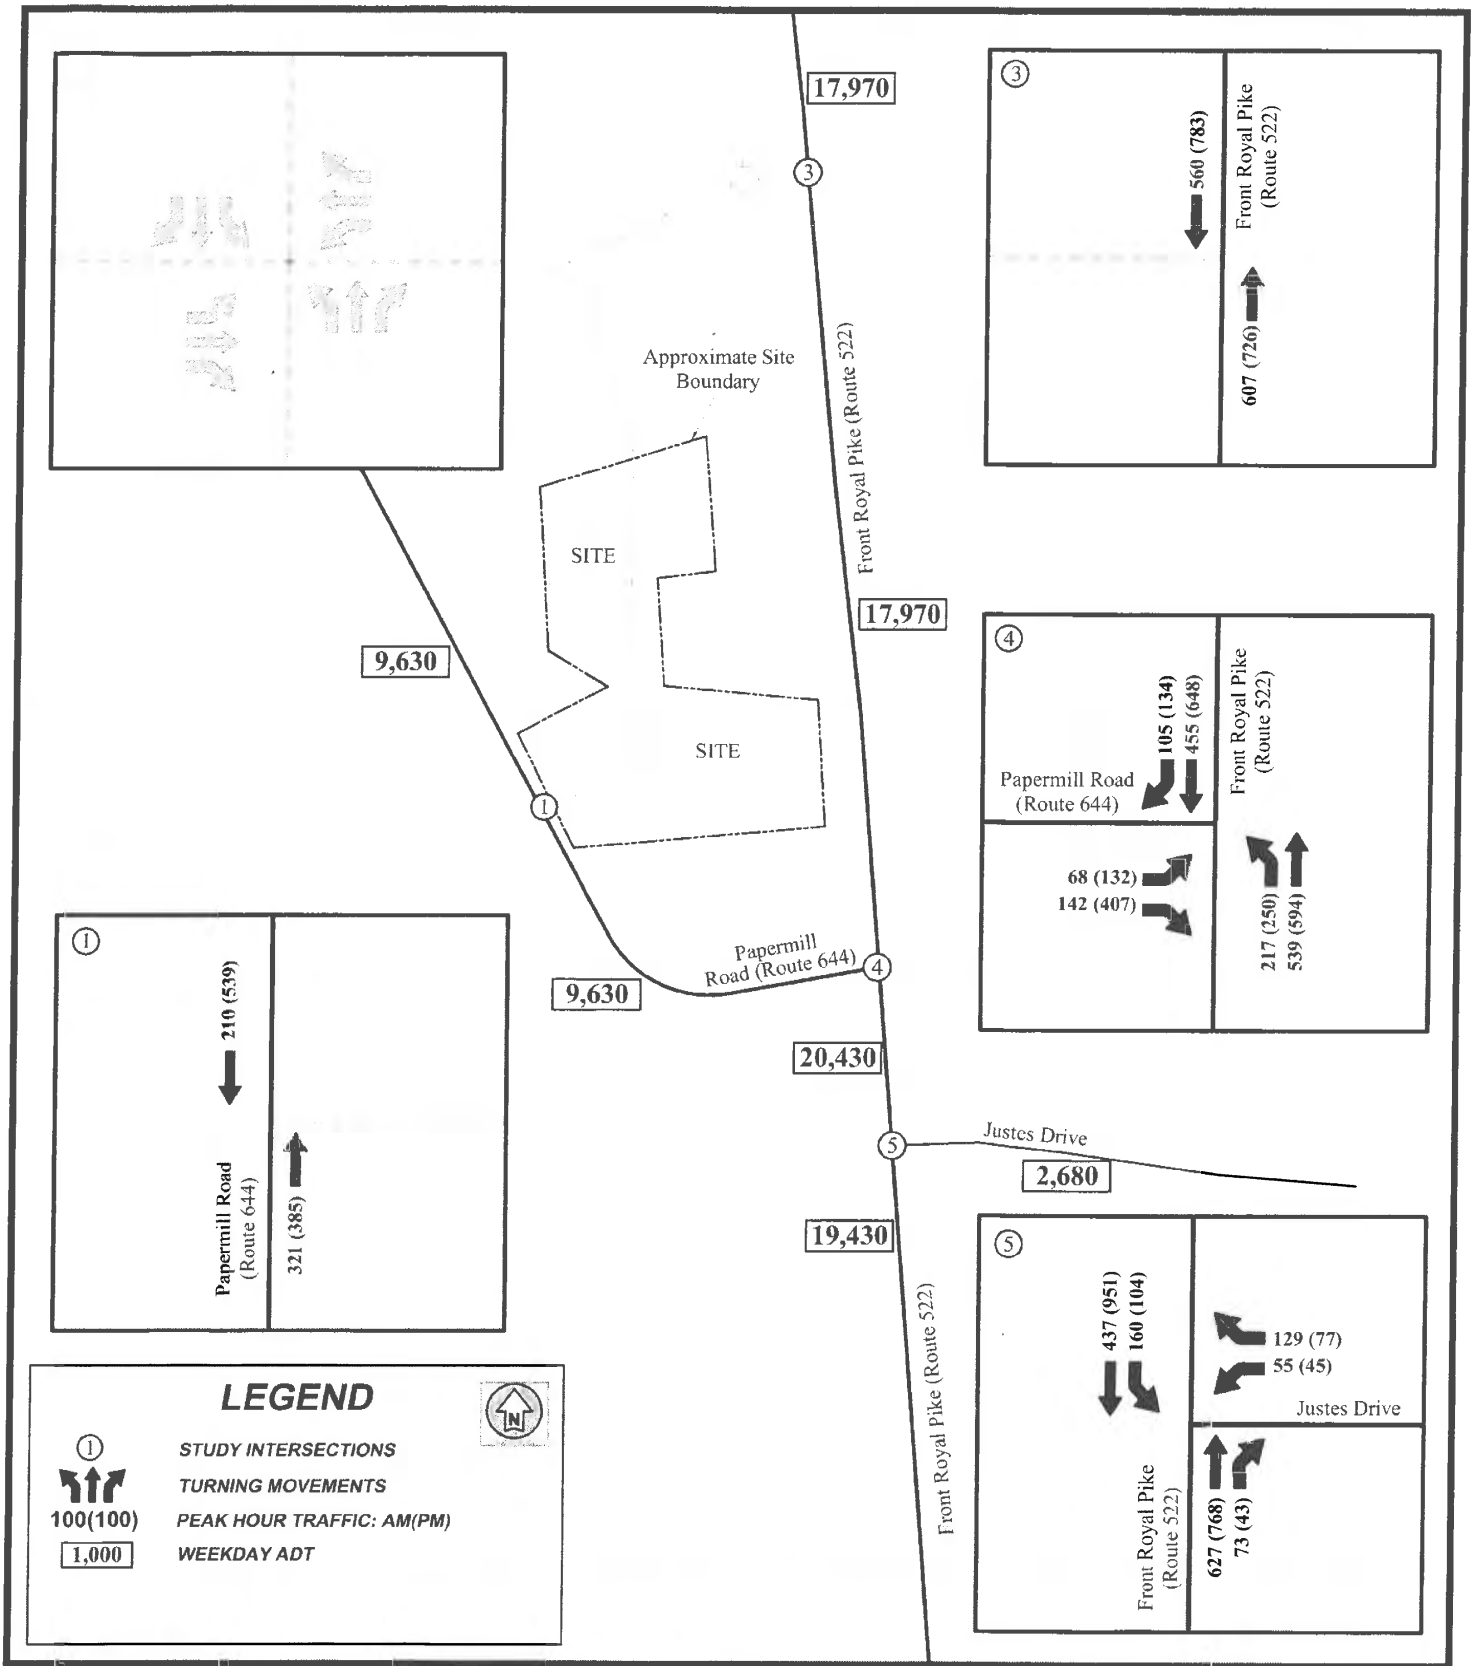 17,970
3
Approximate Site
Boundary
Front Royal Pike (Route 522)
SITE
17,970
9,630
SITE
1
Papermill
Road (Route 644)
4
9,630
20,430
5
Justes Drive
2,680
19,430
Front Royal Pike (Route 522)
3
560 (783)
Front Royal Pike
(Route 522)
607 (726)
4
105 (134)
455 (648)
Front Royal Pike
(Route 522)
Papermill Road
(Route 644)
68 (132)
142 (407)
217 (250)
539 (594)
1
210 (539)
Papermill Road
(Route 644)
321 (385)
5
437 (951)
160 (104)
129 (77)
55 (45)
Justes Drive
Front Royal Pike
(Route 522)
627 (768)
73 (43)
LEGEND
N
1 STUDY INTERSECTIONS
TURNING MOVEMENTS
100(100) PEAK HOUR TRAFFIC: AM(PM)
1,000 WEEKDAY ADT